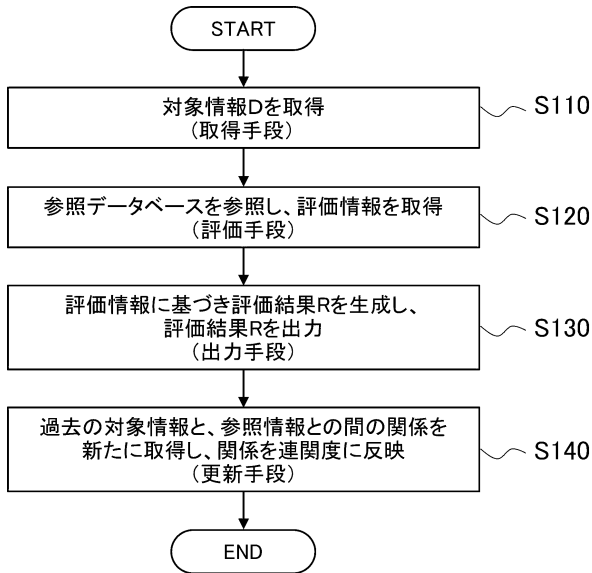 START
対象情報Dを取得
(取得手段)
S110
参照データベースを参照し、評価情報を取得
(評価手段)
S120
評価情報に基づき評価結果Rを生成し、
評価結果Rを出力
(出力手段)
S130
過去の対象情報と、参照情報との間の関係を
新たに取得し、関係を連関度に反映
(更新手段)
S140
END